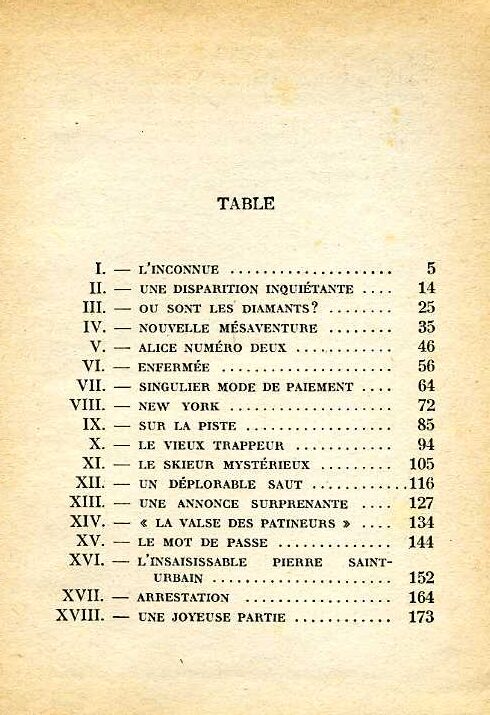 TABLE
I. — L'INCONNUE .................... 5
II. — UNE DISPARITION INQUIÉTANTE .... 14
III. — OU SONT LES DIAMANTS? ........ 25
IV. — NOUVELLE MÉSAVENTURE ......... 35
V. — ALICE NUMÉRO DEUX ............ 46
VI. — ENFERMÉE ..................... 56
VII. — SINGULIER MODE DE PAIEMENT .... 64
VIII. — NEW YORK .................... 72
IX. — SUR LA PISTE ................... 85
X. — LE VIEUX TRAPPEUR ............ 94
XI. — LE SKIEUR MYSTÉRIEUX ......... 105
XII. — UN DÉPLORABLE SAUT ............ 116
XIII. — UNE ANNONCE SURPRENANTE .... 127
XIV. — « LA VALSE DES PATINEURS » .... 134
XV. — LE MOT DE PASSE .............. 144
XVI. — L'INSAISISSABLE PIERRE SAINT-
URBAIN ...................... 152
XVII. — ARRESTATION .................. 164
XVIII. — UNE JOYEUSE PARTIE ............ 173